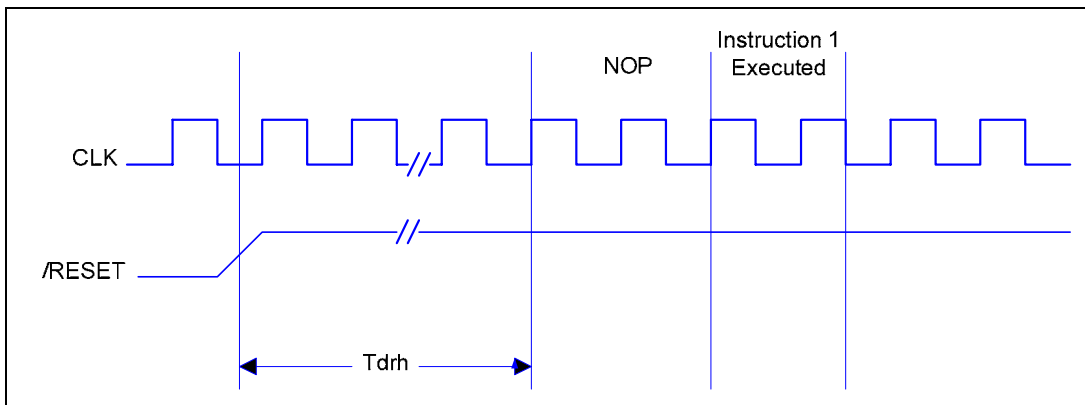 Instruction 1
Executed
NOP
CLK
/RESET
Tdrh